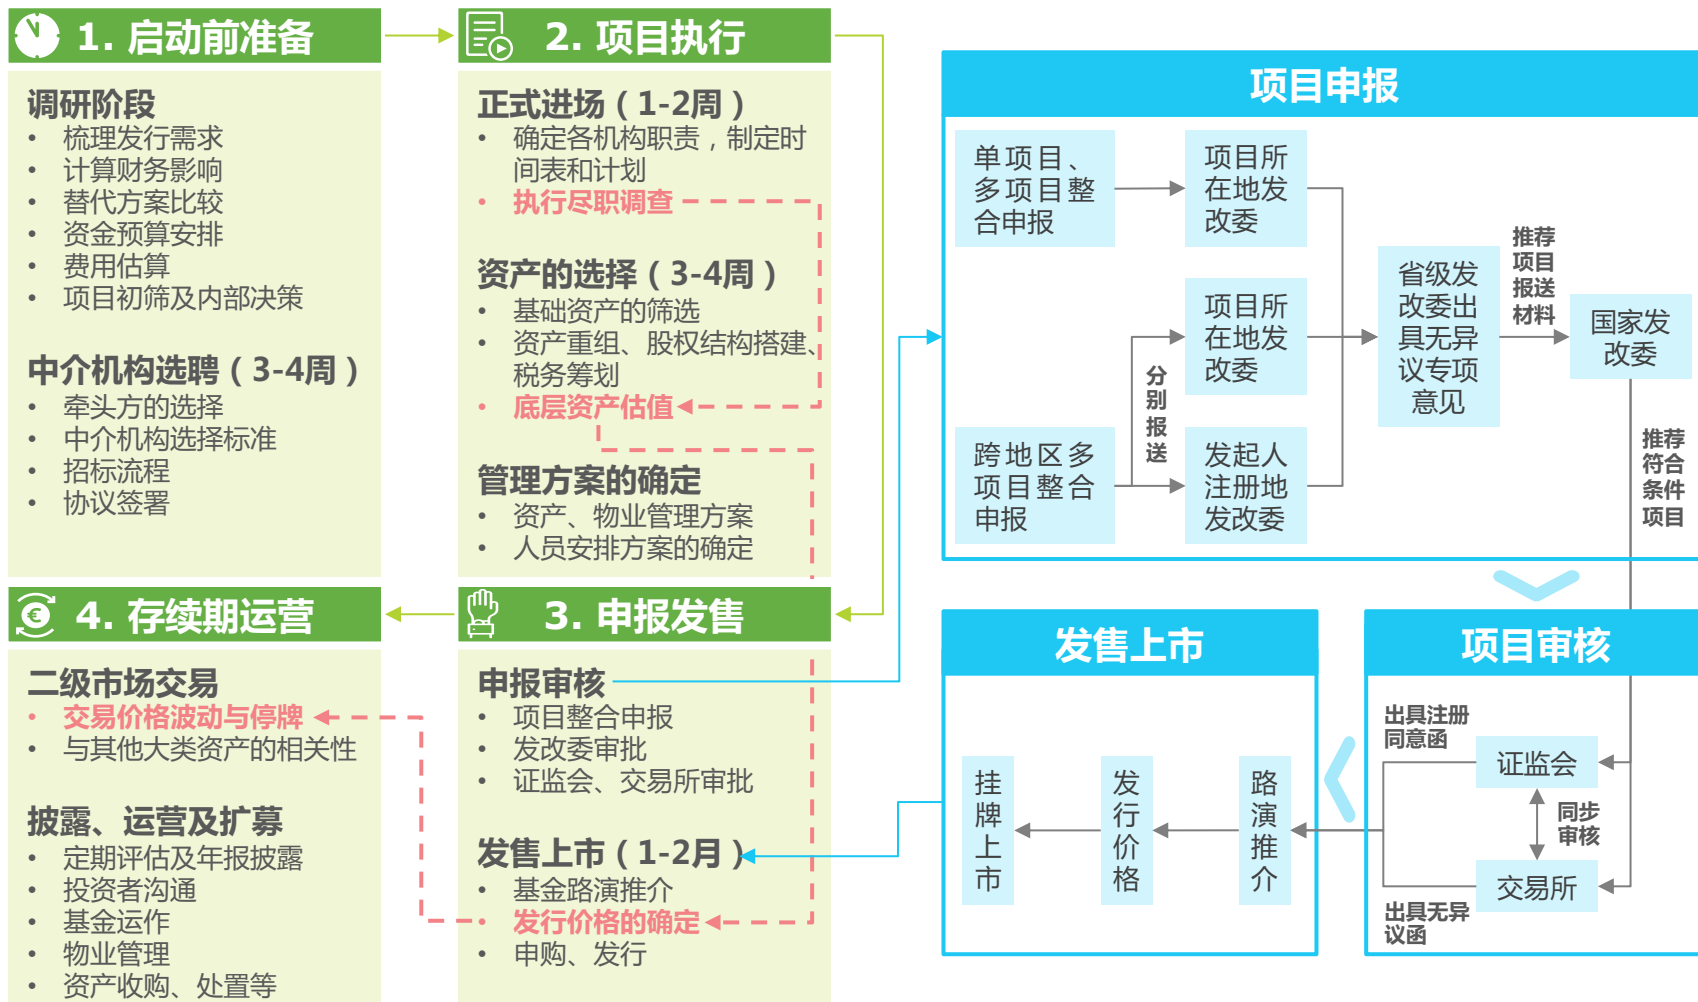 1. 启动前准备
调研阶段
• 梳理发行需求
• 计算财务影响
• 替代方案比较
• 资金预算安排
• 费用估算
• 项目初筛及内部决策
中介机构选聘（3-4周）
• 牵头方的选择
• 中介机构选择标准
• 招标流程
• 协议签署
2. 项目执行
正式进场（1-2周）
• 确定各机构职责，制定时
间表和计划
• 执行尽职调查
资产的选择（3-4周）
• 基础资产的筛选
• 资产重组、股权结构搭建、
税务筹划
• 底层资产估值
管理方案的确定
• 资产、物业管理方案
• 人员安排方案的确定
3. 申报发售
申报审核
• 项目整合申报
• 发改委审批
• 证监会、交易所审批
发售上市（1-2月）
• 基金路演推介
• 发行价格的确定
• 申购、发行
4. 存续期运营
二级市场交易
• 交易价格波动与停牌
• 与其他大类资产的相关性
披露、运营及扩募
• 定期评估及年报披露
• 投资者沟通
• 基金运作
• 物业管理
• 资产收购、处置等
项目申报
单项目、
多项目整
合申报
项目所
在地发
改委
跨地区多
项目整合
申报
分别报送
项目所
在地发
改委
发起人
注册地
发改委
省级发
改委出
具无异
议专项
意见
推荐
项目
报送
材料
国家发
改委
推荐
符合
条件
项目
项目审核
出具注册
同意函
证监会
同步
审核
交易所
出具无异
议函
发售上市
路演推介
发行价格
挂牌上市